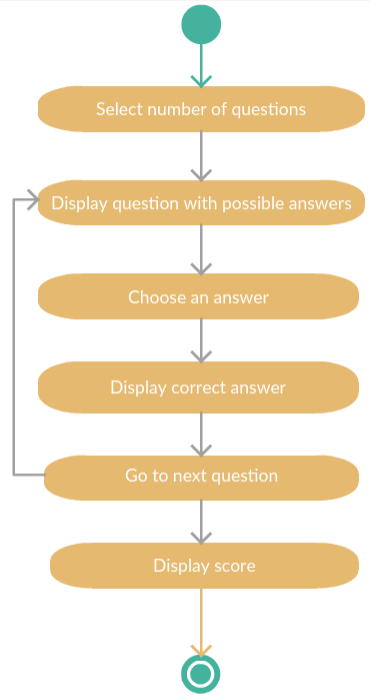 Select number of questions
Display question with possible answers
Choose an answer
Display correct answer
Go to next question
Display score